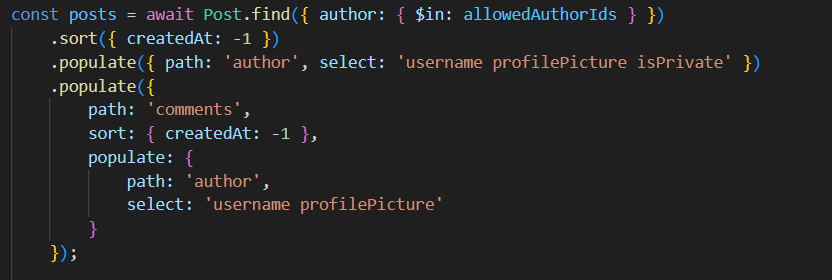 const posts = await Post.find({ author: { $in: allowedAuthorIds } })
    .sort({ createdAt: -1 })
    .populate({ path: 'author', select: 'username profilePicture isPrivate' })
    .populate({
        path: 'comments',
        sort: { createdAt: -1 },
        populate: {
            path: 'author',
            select: 'username profilePicture'
        }
    });